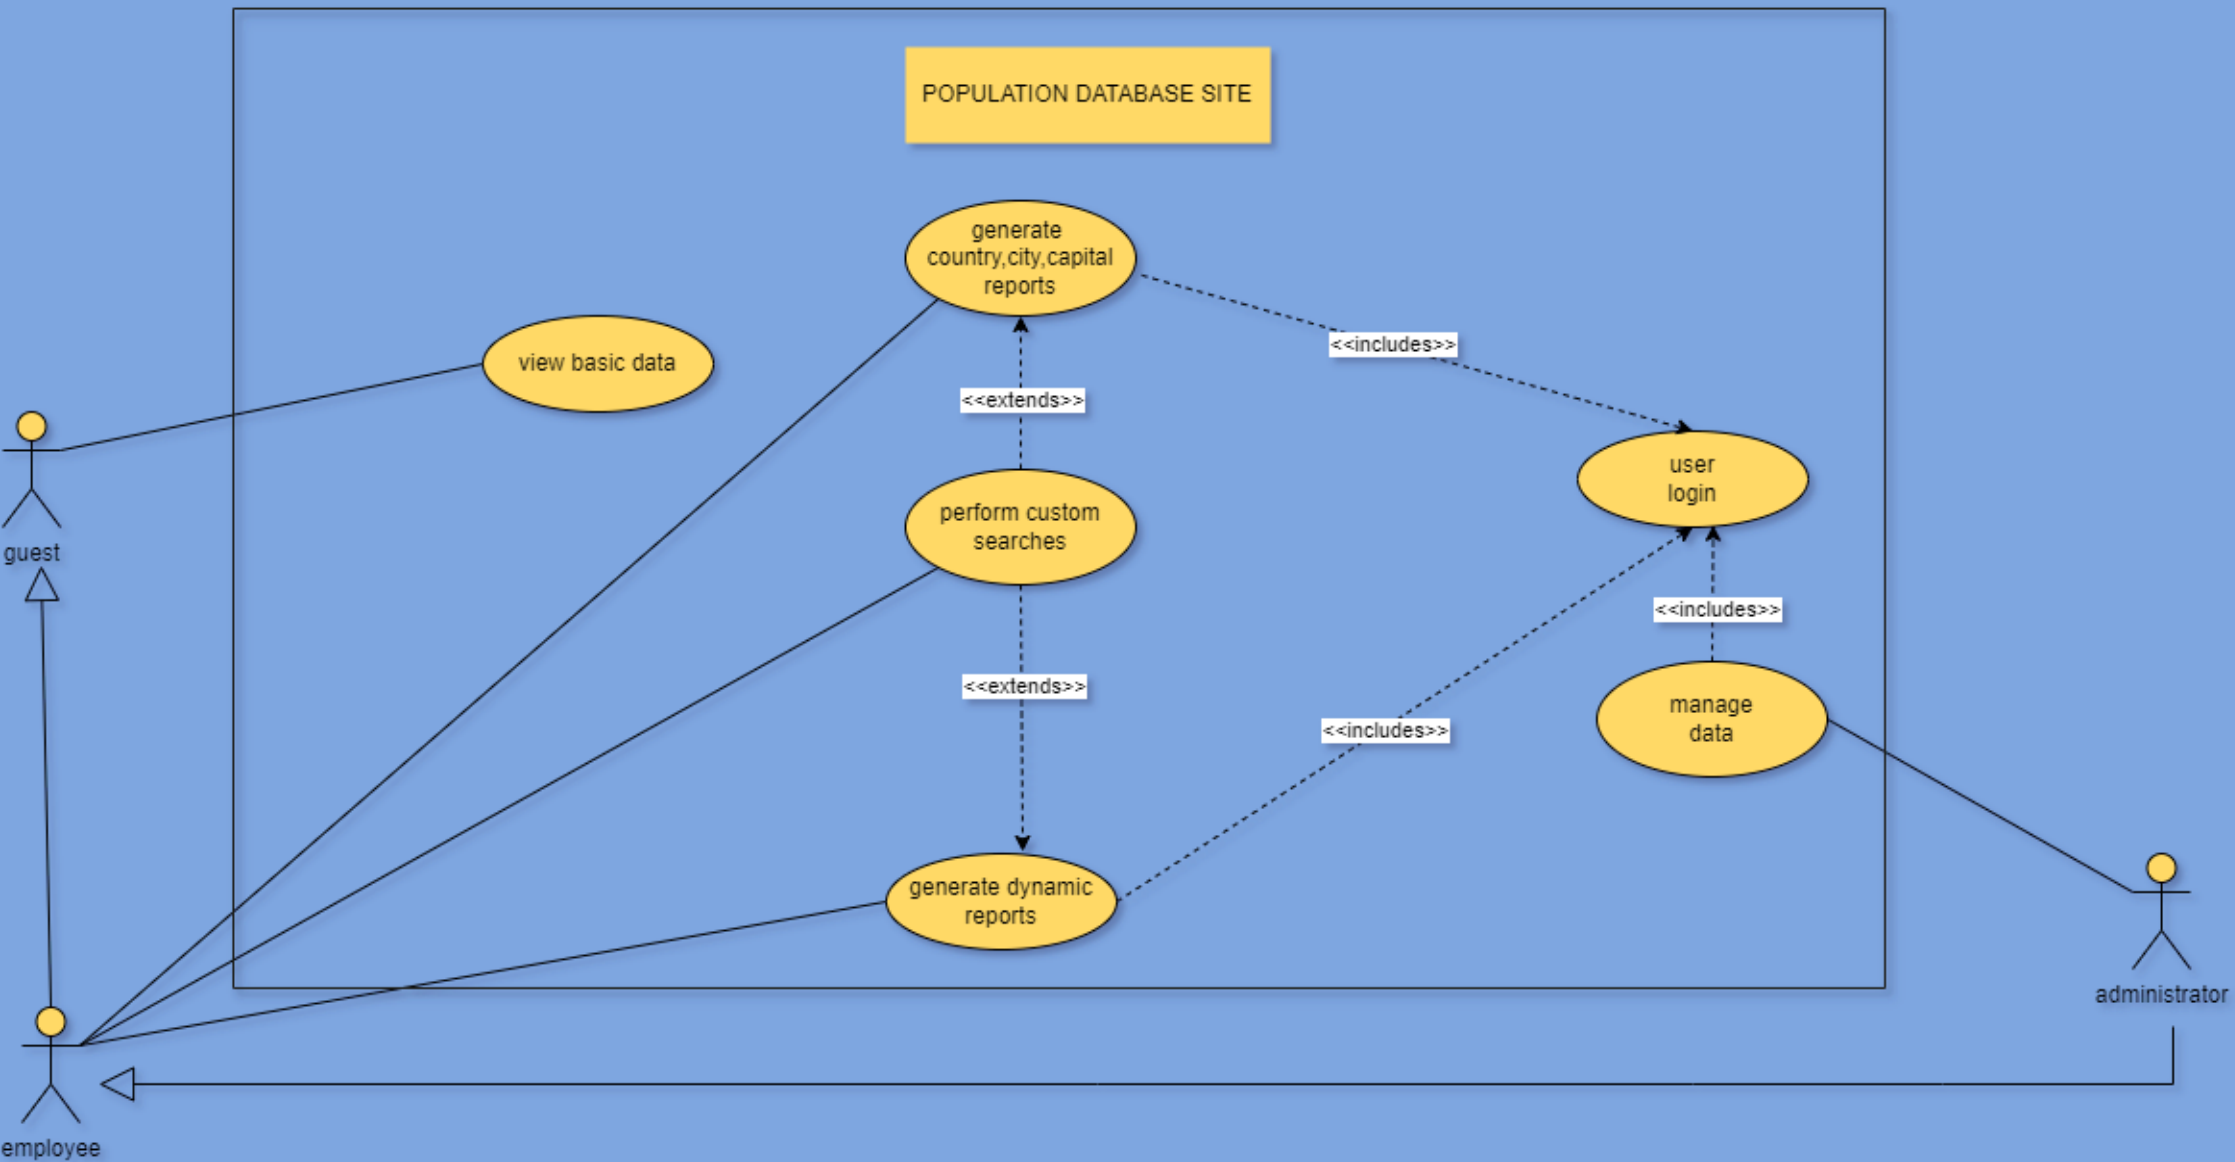 POPULATION DATABASE SITE
generate
country,city,capital
reports
<<includes>>
view basic data
<<extends>>
user
login
perform custom
searches
guest
<<includes>>
<<extends>>
manage
data
<<includes>>
generate dynamic
reports
administrator
employee